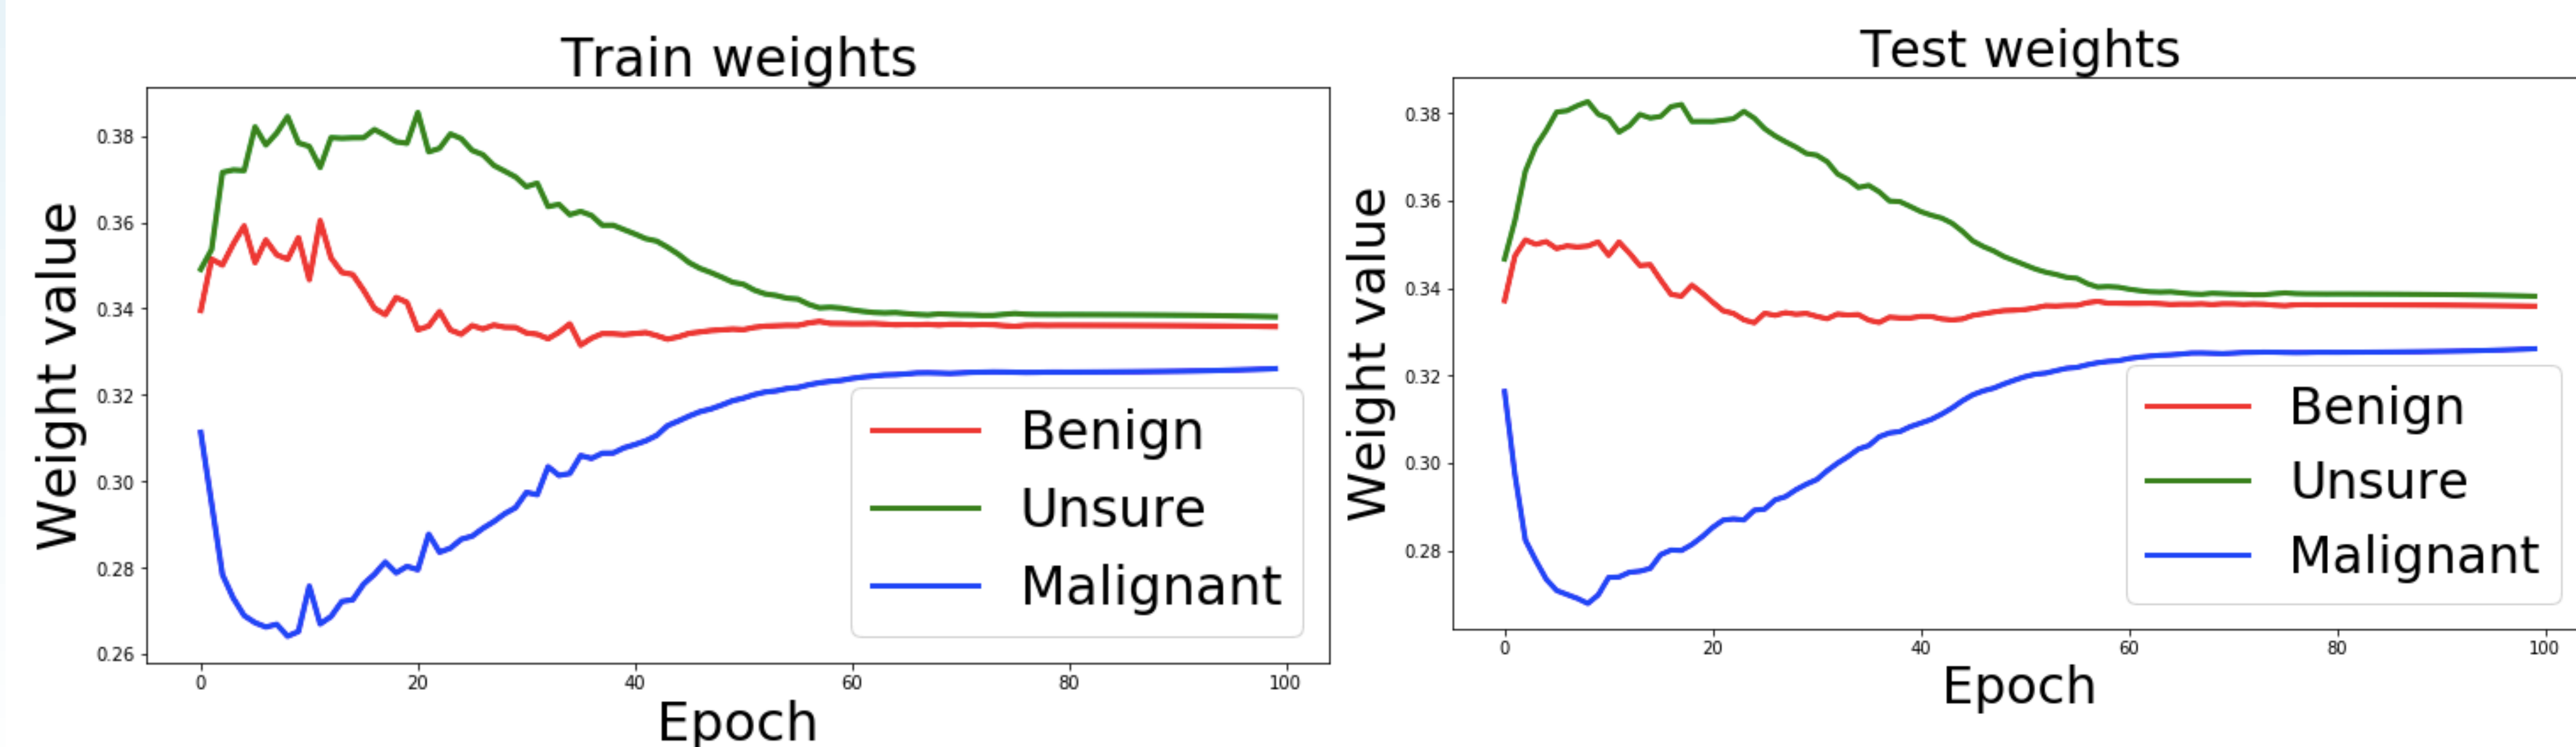 Train weights
Weight value
0.38
0.36
0.34
0.32
0.30
0.28
0.26
Benign
Unsure
Malignant
0
20
40
60
80
100
Epoch
Test weights
Weight value
0.38
0.36
0.34
0.32
0.30
0.28
Benign
Unsure
Malignant
0
20
40
60
80
100
Epoch